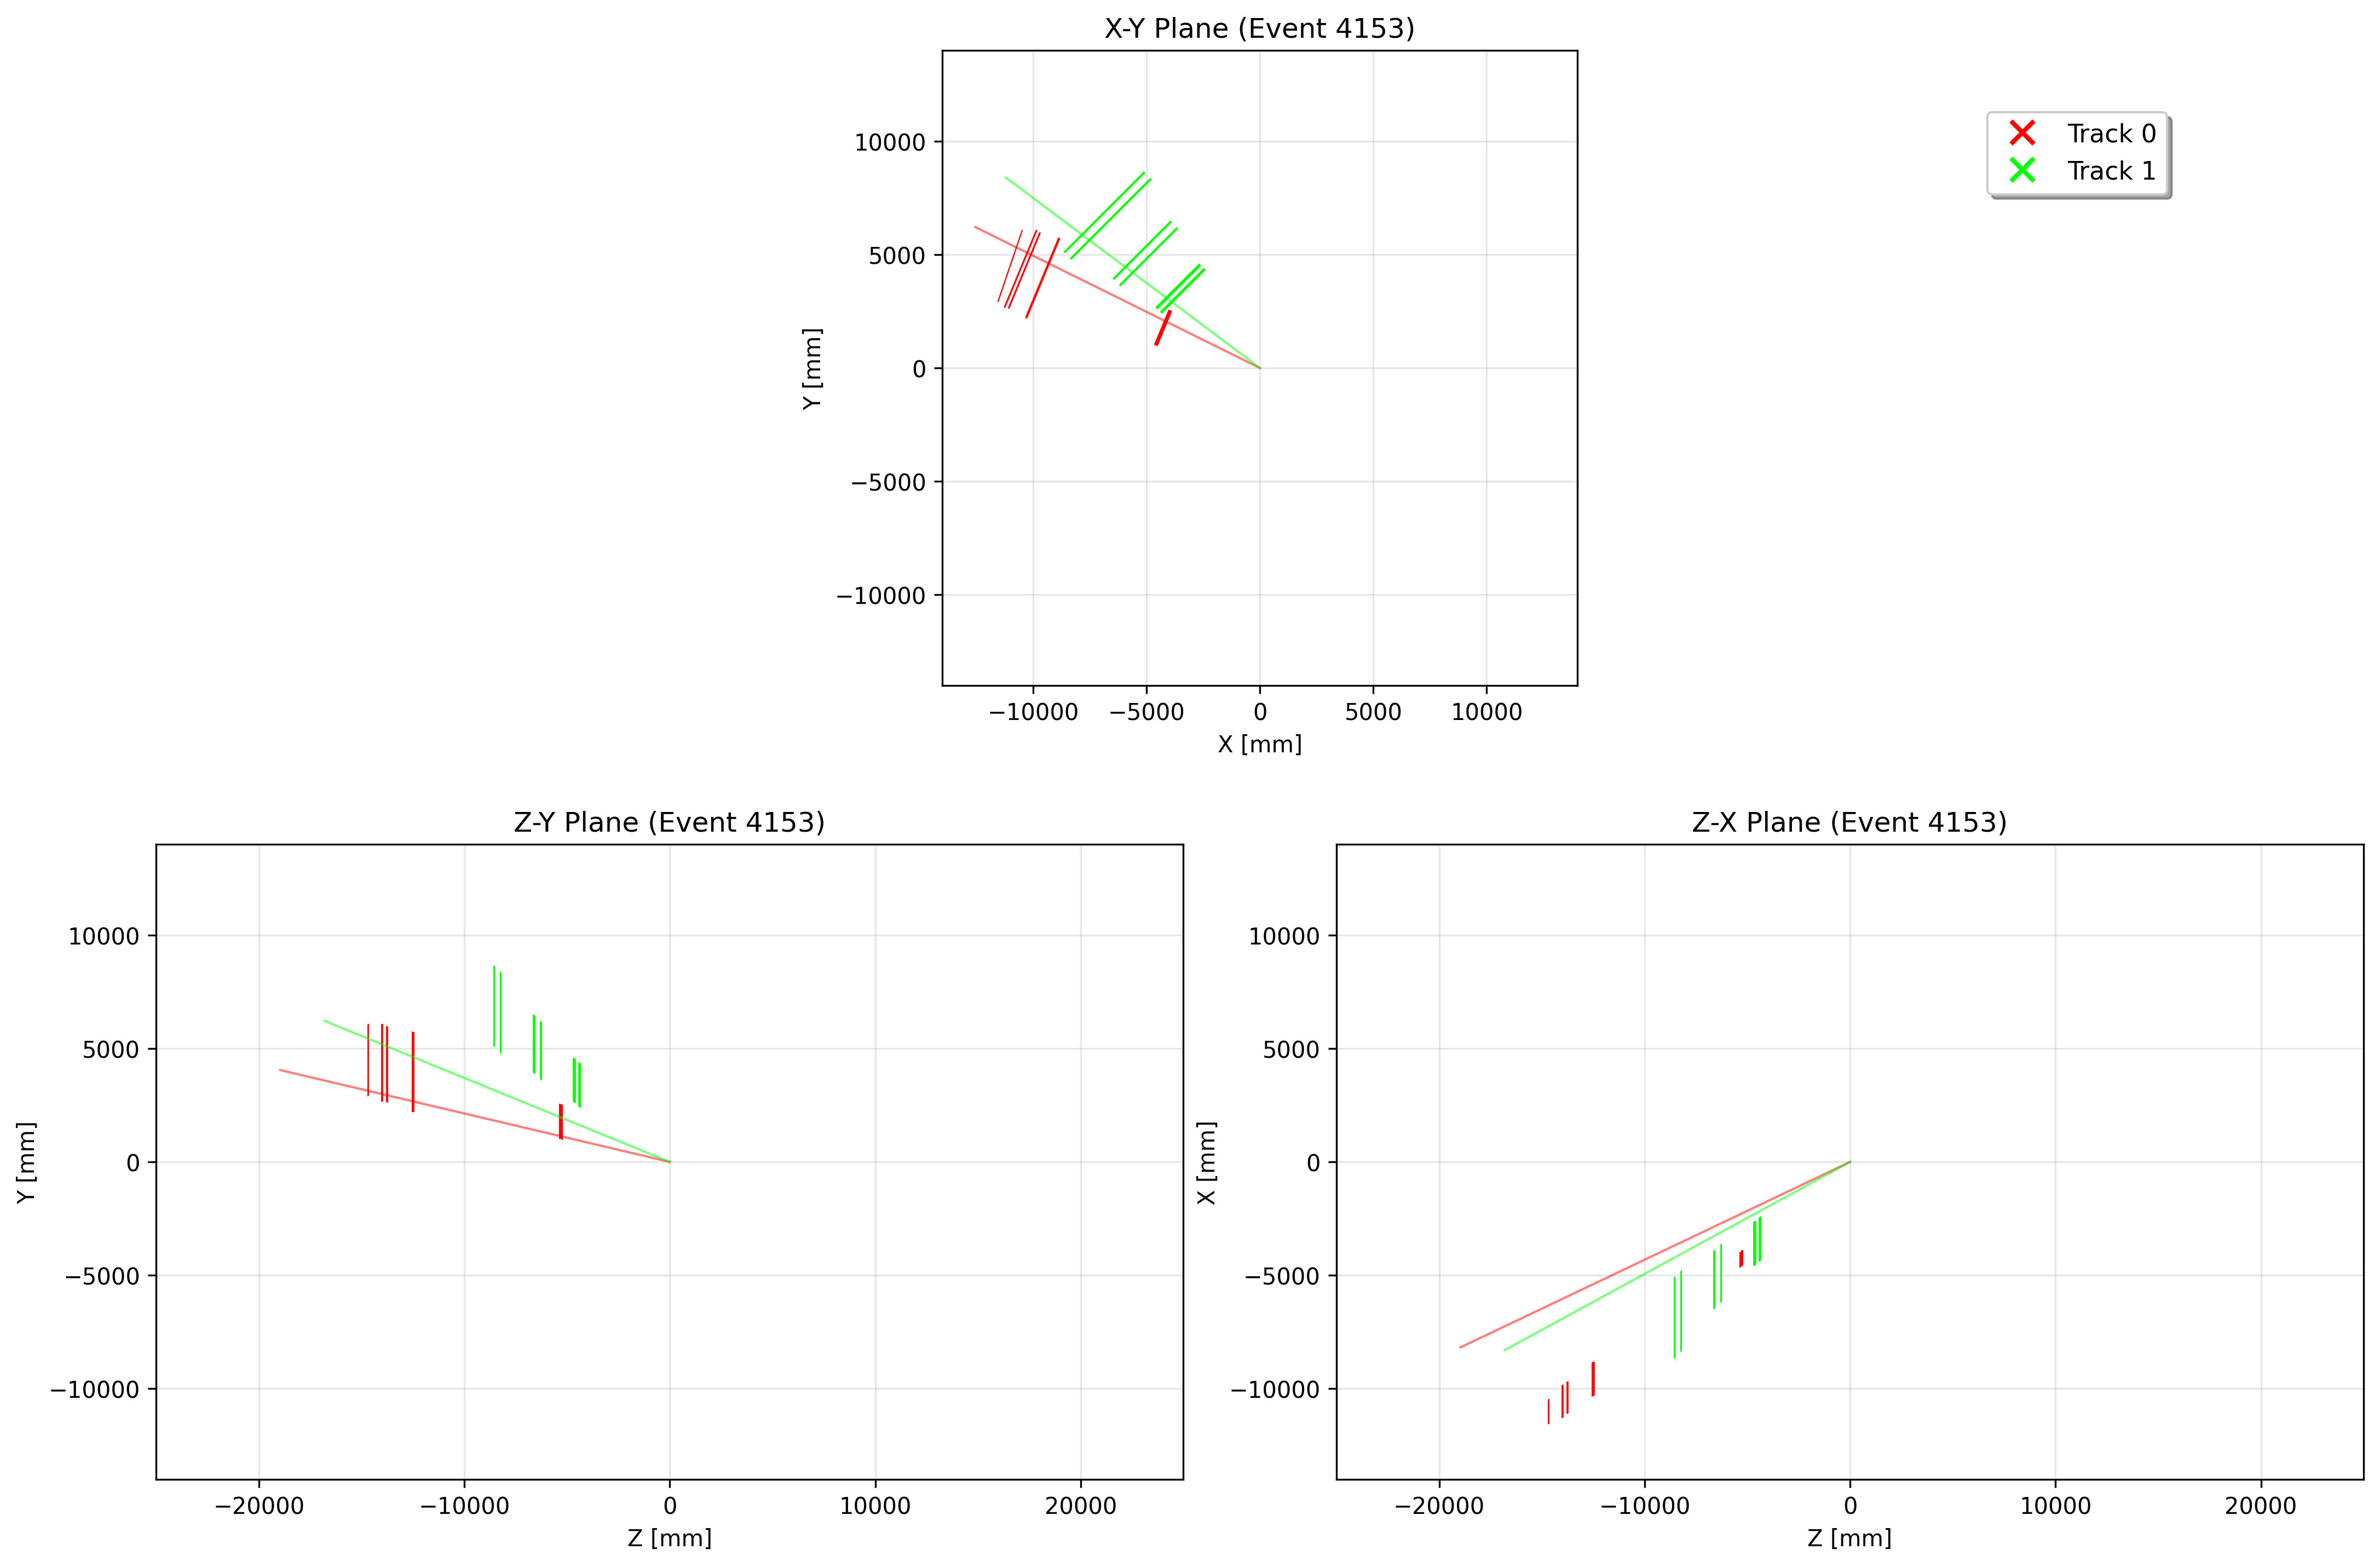 X-Y Plane (Event 4153)
Track 0
Track 1
10000
5000
0
−5000
−10000
Y [mm]
−10000 −5000 0 5000 10000
X [mm]
Z-Y Plane (Event 4153)
10000
5000
0
−5000
−10000
Y [mm]
−20000 −10000 0 10000 20000
Z [mm]
Z-X Plane (Event 4153)
10000
5000
0
−5000
−10000
X [mm]
−20000 −10000 0 10000 20000
Z [mm]